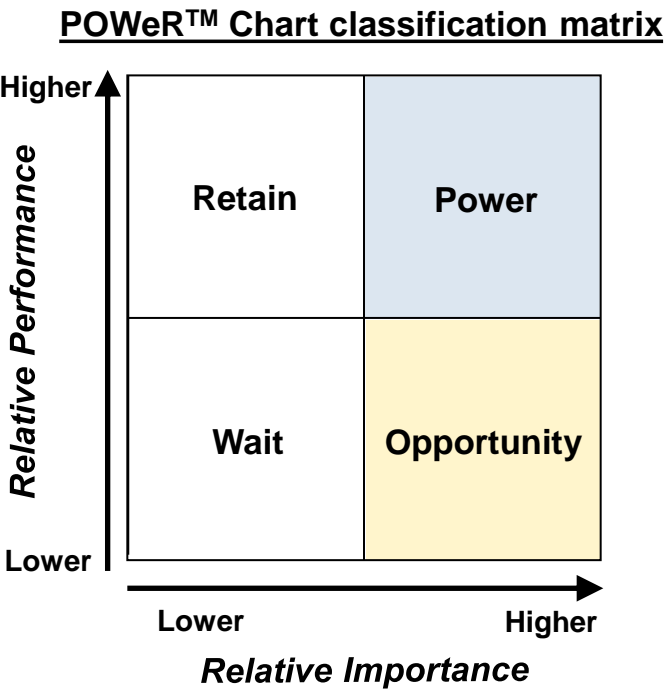 POWeR™ Chart classification matrix
Higher
Retain
Power
Relative Performance
Wait
Opportunity
Lower
Lower
Higher
Relative Importance